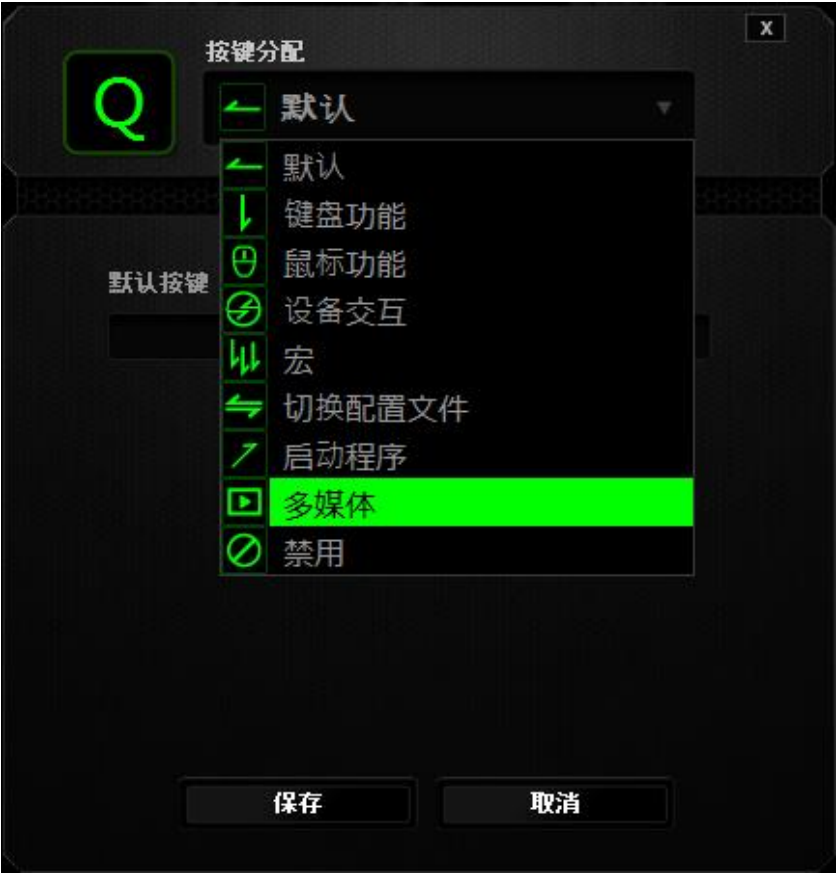 X
按键分配
Q
默认
默认
键盘功能
鼠标功能
默认按键
设备交互
宏
切换配置文件
启动程序
多媒体
禁用
保存
取消